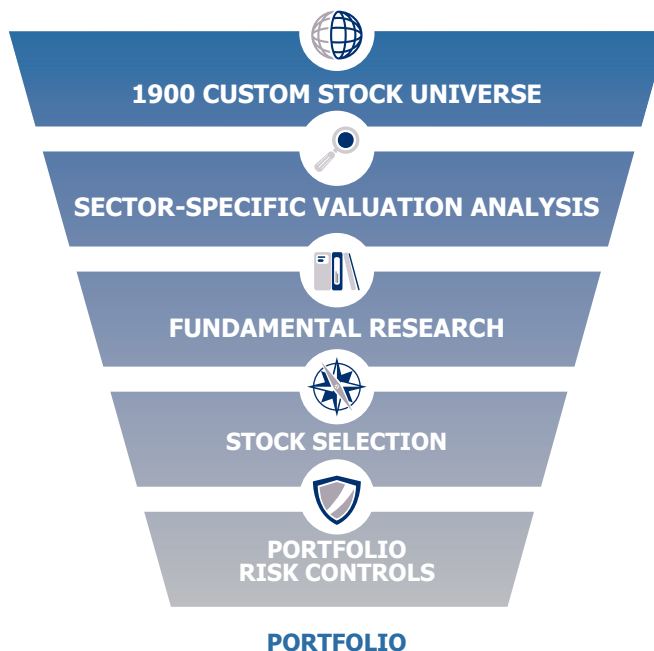 1900 CUSTOM STOCK UNIVERSE
SECTOR-SPECIFIC VALUATION ANALYSIS
FUNDAMENTAL RESEARCH
STOCK SELECTION
PORTFOLIO
RISK CONTROLS
PORTFOLIO